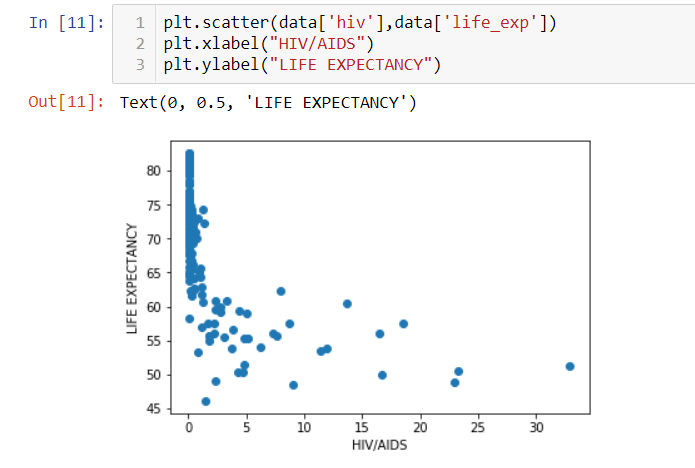 In [11]: 1 plt.scatter(data['hiv'],data['life_exp'])
2 plt.xlabel("HIV/AIDS")
3 plt.ylabel("LIFE EXPECTANCY")
Out[11]: Text(0, 0.5, 'LIFE EXPECTANCY')
80
75
70
65
60
55
50
45
LIFE EXPECTANCY
0 5 10 15 20 25 30
HIV/AIDS